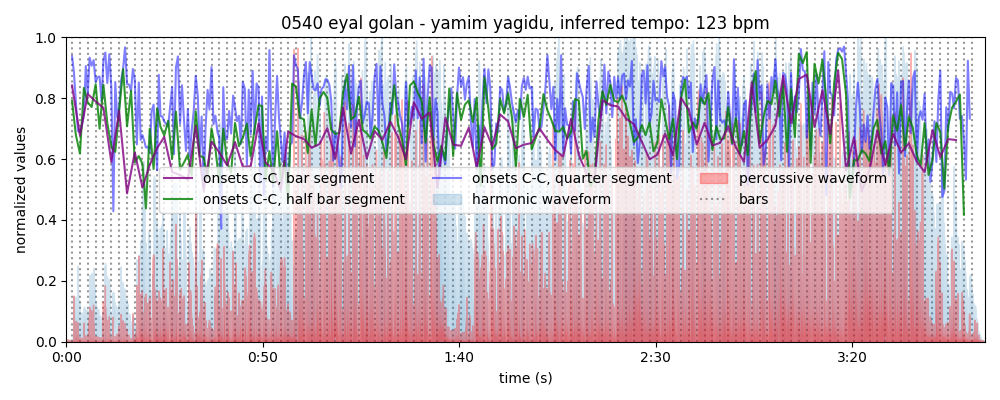 0540 eyal golan - yamim yagidu, inferred tempo: 123 bpm
normalized values
1.0
0.8
0.6
0.4
0.2
0.0
onsets C-C, bar segment
onsets C-C, half bar segment
onsets C-C, quarter segment
harmonic waveform
percussive waveform
bars
0:00 0:50 1:40 2:30 3:20
time (s)